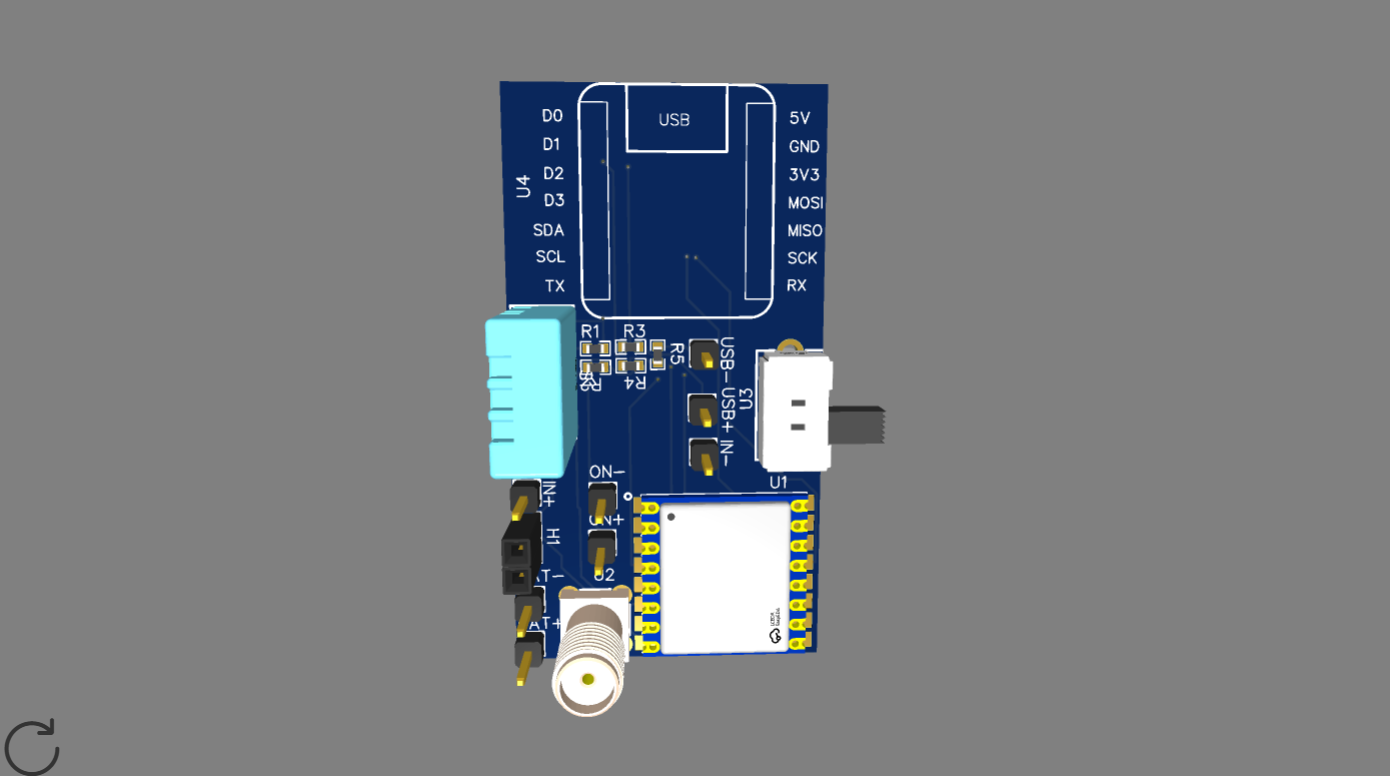 D0
USB
5V
D1
GND
D2
3V3
U4
D3
MOSI
SDA
MISO
SCL
SCK
TX
RX
R1
R3
R5
USB-
R4
USB+
U3
IN-
ON-
U1
IN+
ON+
H1
AT-
U2
AT+